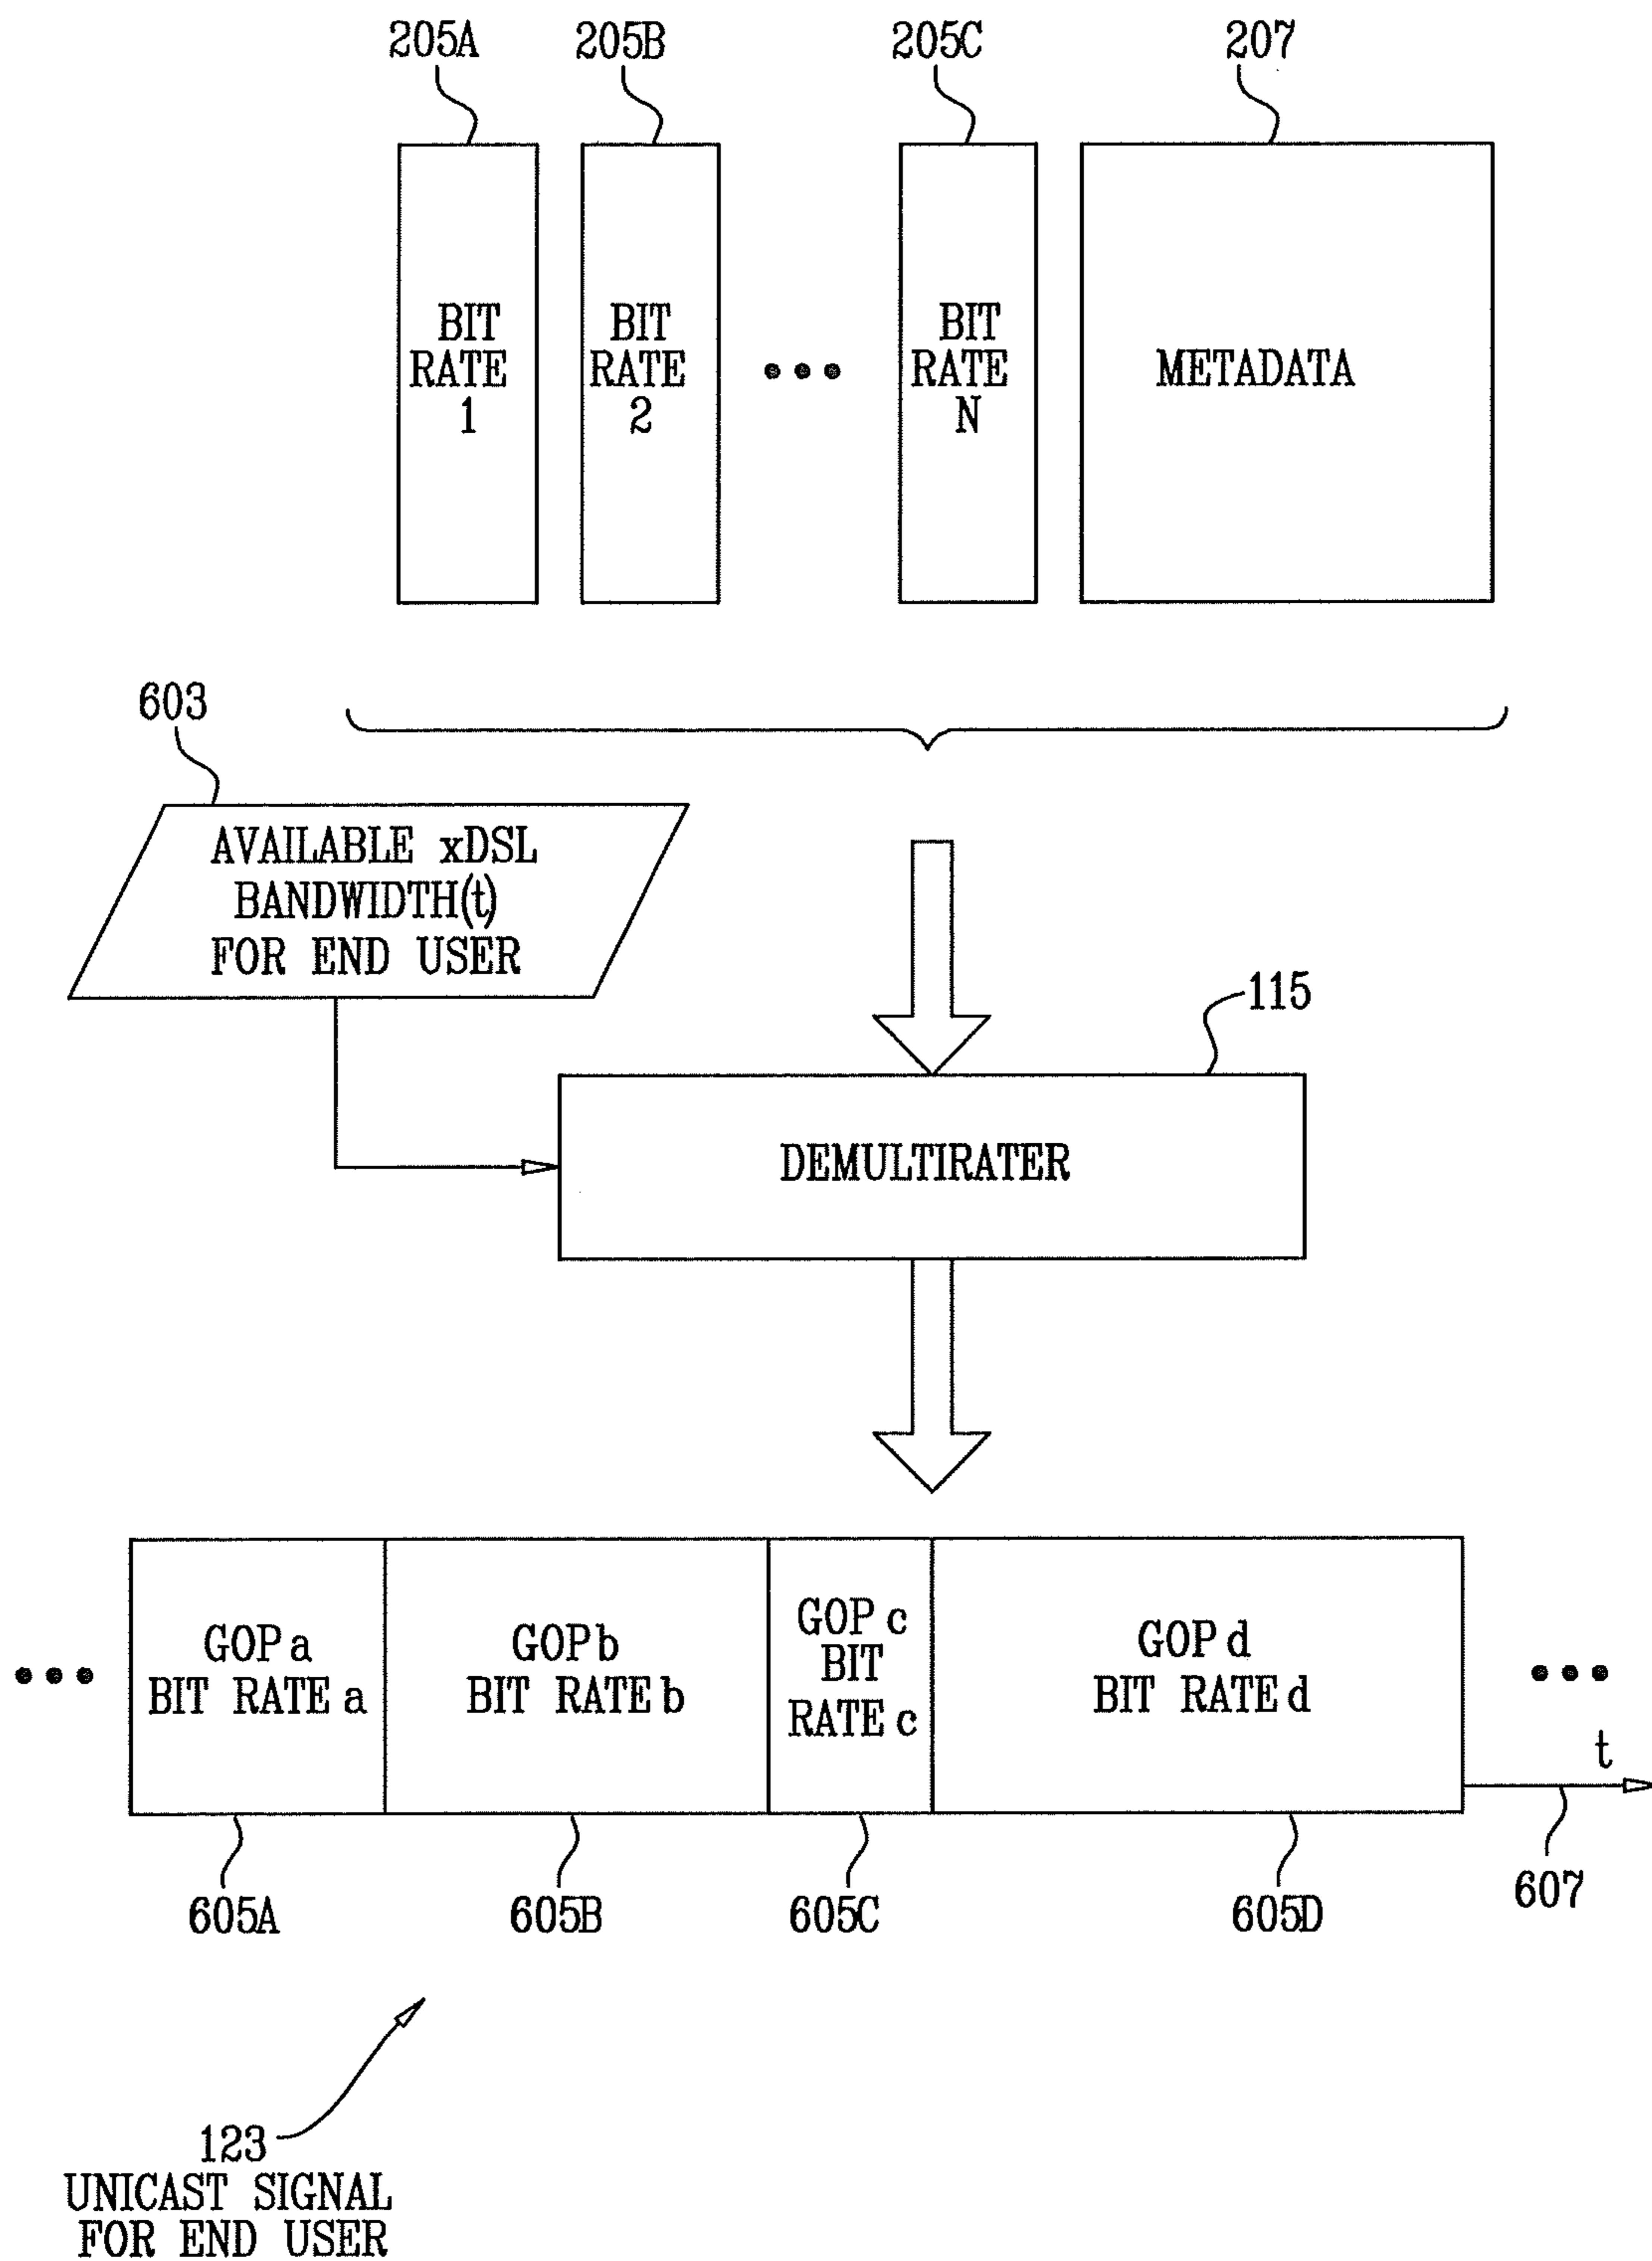 205A 205B 205C 207
BIT
RATE
1
BIT
RATE
2
BIT
RATE
N
METADATA
603
AVAILABLE xDSL
BANDWIDTH(t)
FOR END USER
115
DEMULTIRATER
GOP a
BIT RATE a
GOP b
BIT RATE b
GOP c
BIT
RATE c
GOP d
BIT RATE d
t
605A 605B 605C 605D 607
123
UNICAST SIGNAL
FOR END USER